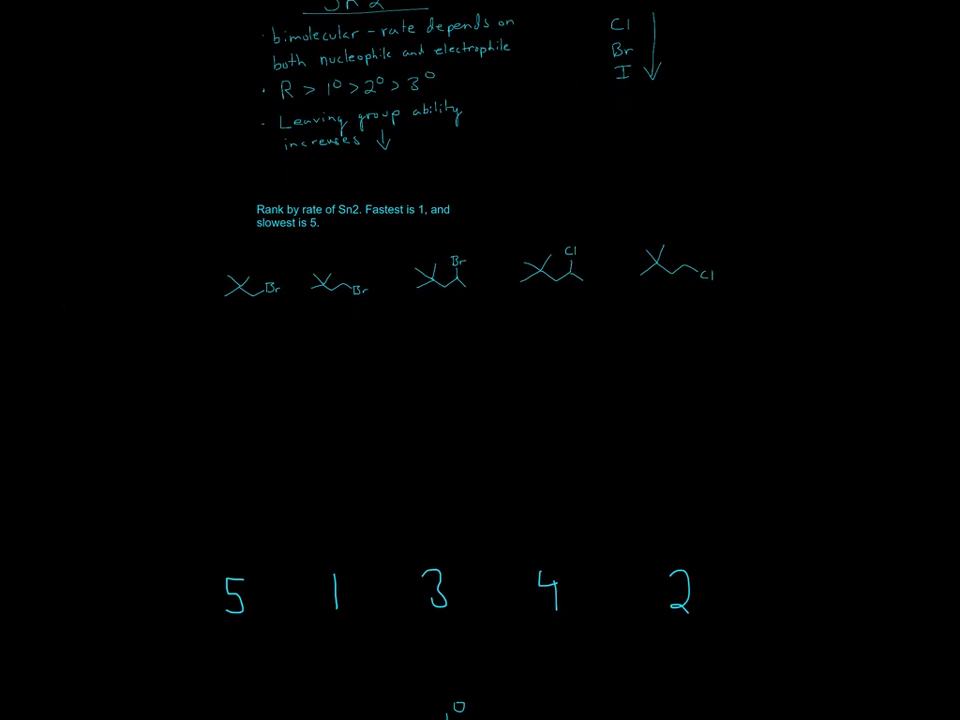 Sn2
· bimolecular - rate depends on
both nucleophile and electrophile
· R > 1° > 2° > 3°
· Leaving group ability
increases ↓
Cl
Br
I
Rank by rate of Sn2. Fastest is 1, and
slowest is 5.
Br Br Br Cl Cl
5 1 3 4 2